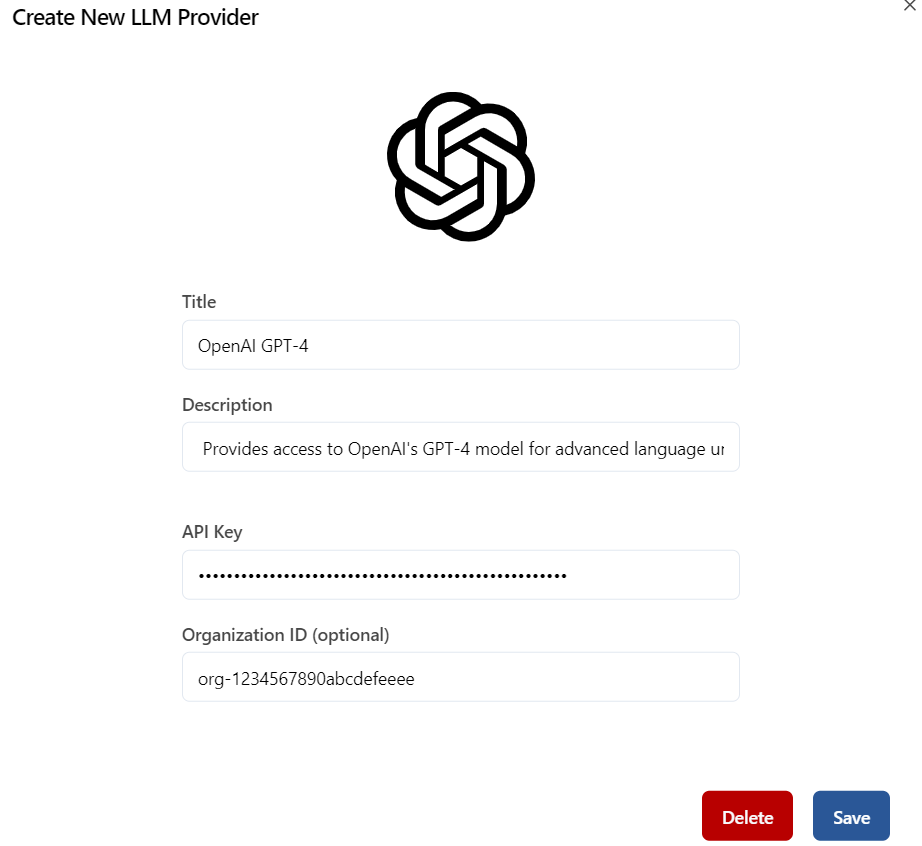 Create New LLM Provider
Title
OpenAI GPT-4
Description
Provides access to OpenAI's GPT-4 model for advanced language
API Key
Organization ID (optional)
org-1234567890abcdefeeee
Delete
Save